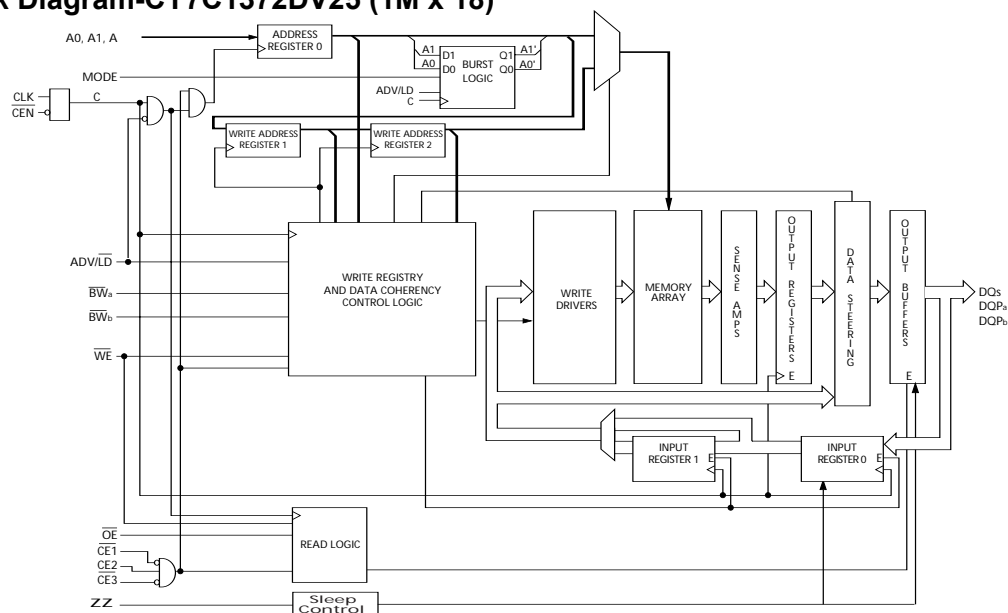 Diagram-CY7C1372DV25 (1M x 18)
A0, A1, A
ADDRESS
REGISTER 0
A1
A0
D1
D0
BURST
LOGIC
Q1
Q0
A1'
A0'
MODE
ADV/LD
C
CLK
CEN
C
WRITE ADDRESS
REGISTER 1
WRITE ADDRESS
REGISTER 2
ADV/LD
BWa
BWb
WE
WRITE REGISTRY
AND DATA COHERENCY
CONTROL LOGIC
WRITE
DRIVERS
MEMORY
ARRAY
SENSE AMPS
OUTPUT REGISTERS
E
DATA STEERING
OUTPUT BUFFERS
E
DQs
DQPa
DQPb
INPUT
REGISTER 1
E
INPUT
REGISTER 0
E
OE
CE1
CE2
CE3
READ LOGIC
ZZ
Sleep
Control